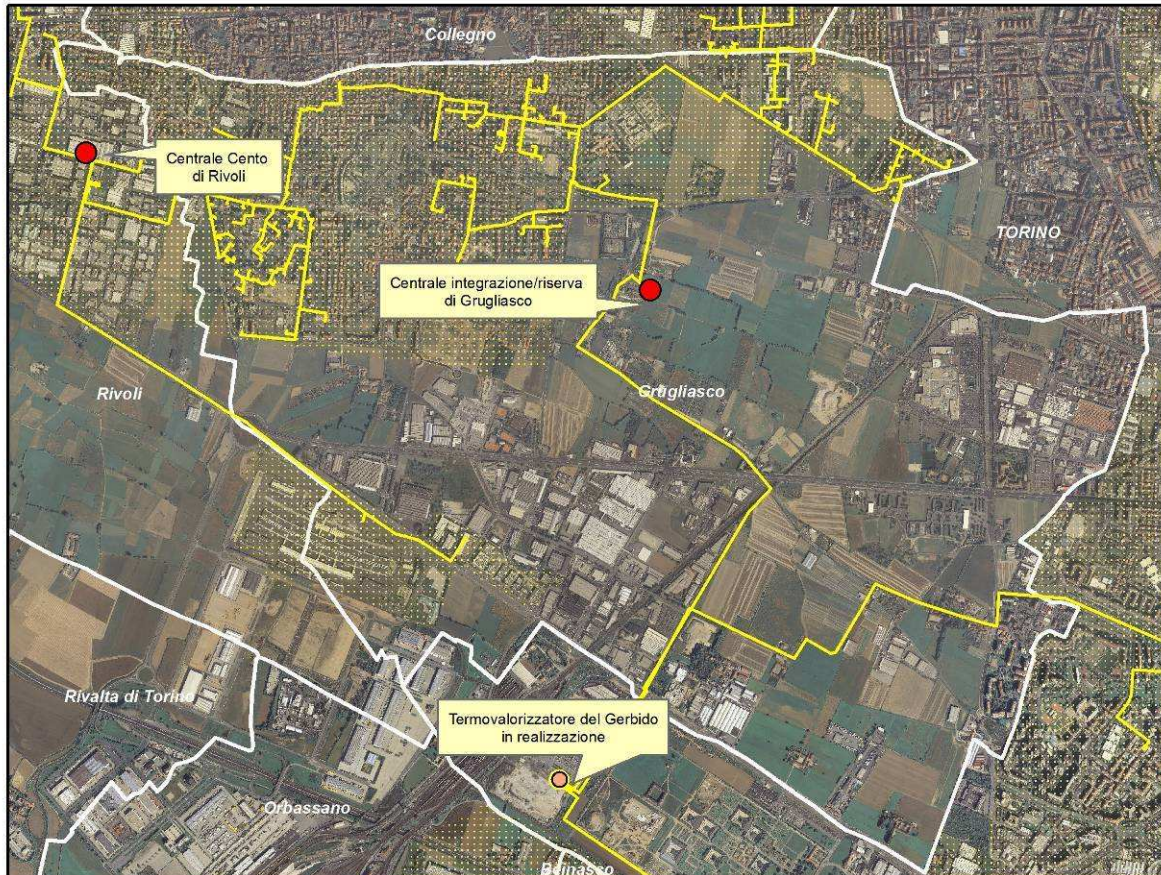 Collegno
Centrale Cento
di Rivoli
TORINO
Centrale integrazione/riserva
di Grugliasco
Rivoli
Grugliasco
Rivalta di Torino
Termovalorizzatore del Gerbido
in realizzazione
Orbassano
Beinasco